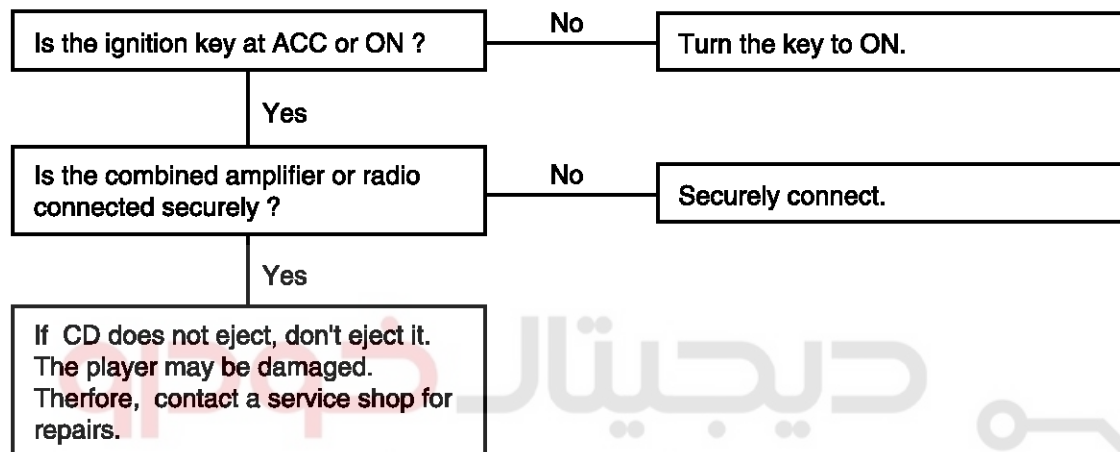 Is the ignition key at ACC or ON ?
No
Turn the key to ON.
Yes
Is the combined amplifier or radio
connected securely ?
No
Securely connect.
Yes
If CD does not eject, don't eject it.
The player may be damaged.
Therfore, contact a service shop for
repairs.
دیجیتال خودرو